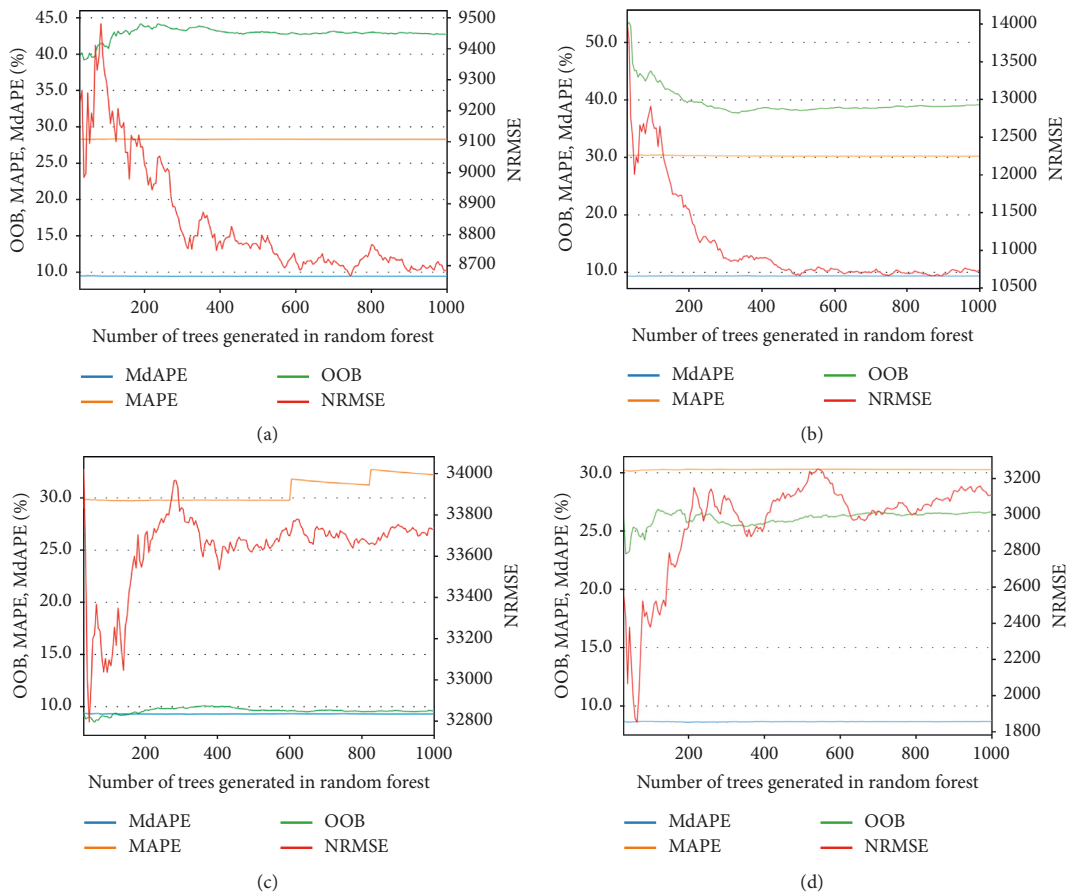 45.0
40.0
35.0
30.0
25.0
20.0
15.0
10.0
OOB, MAPE, MdAPE (%)
9500
9400
9300
9200
9100
9000
8900
8800
8700
NRMSE
200 400 600 800 1000
Number of trees generated in random forest
MdAPE OOB
MAPE NRMSE
(a)
50.0
40.0
30.0
20.0
10.0
OOB, MAPE, MdAPE (%)
14000
13500
13000
12500
12000
11500
11000
10500
NRMSE
200 400 600 800 1000
Number of trees generated in random forest
MdAPE OOB
MAPE NRMSE
(b)
30.0
25.0
20.0
15.0
10.0
OOB, MAPE, MdAPE (%)
34000
33800
33600
33400
33200
33000
32800
NRMSE
200 400 600 800 1000
Number of trees generated in random forest
MdAPE OOB
MAPE NRMSE
(c)
30.0
25.0
20.0
15.0
10.0
OOB, MAPE, MdAPE (%)
3200
3000
2800
2600
2400
2200
2000
1800
NRMSE
200 400 600 800 1000
Number of trees generated in random forest
MdAPE OOB
MAPE NRMSE
(d)